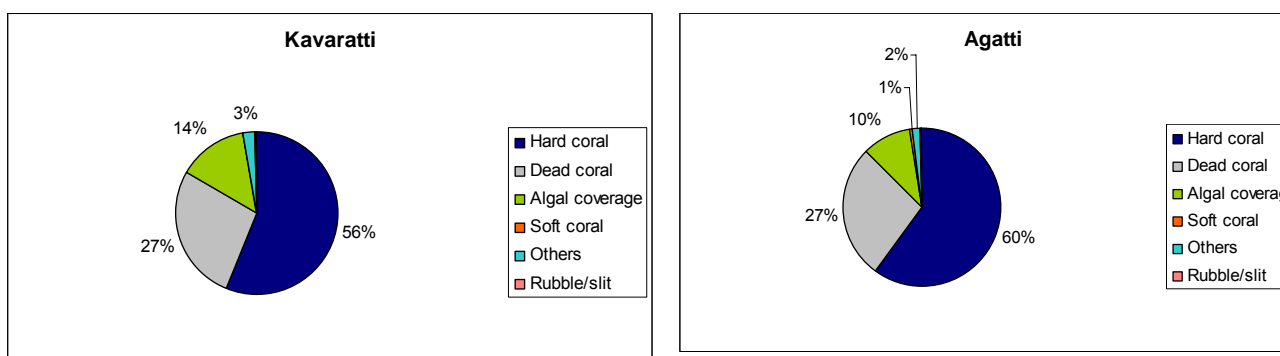 Kavaratti
3%
14%
27%
56%
Hard coral
Dead coral
Algal coverage
Soft coral
Others
Rubble/slit
Agatti
2%
1%
10%
27%
60%
Hard coral
Dead coral
Algal coverag
Soft coral
Others
Rubble/slit